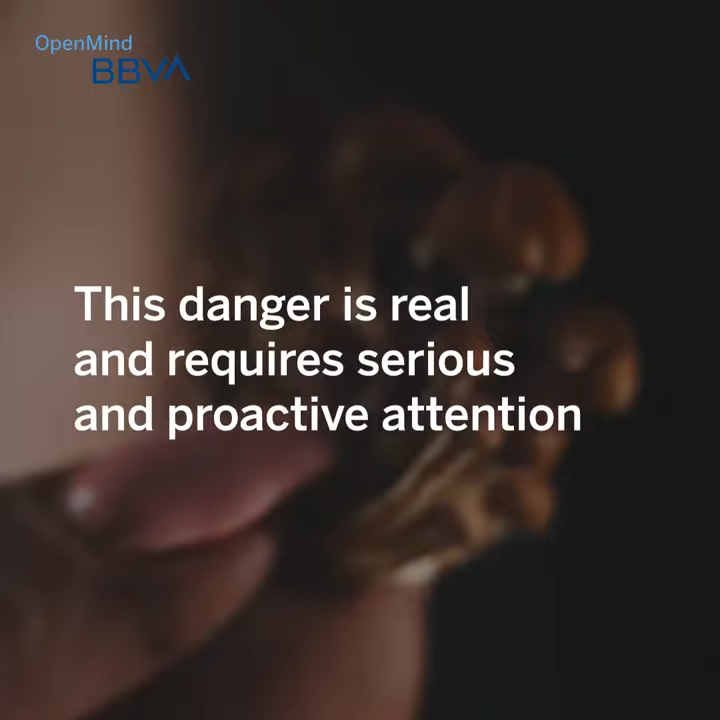 OpenMind
BBVA
This danger is real
and requires serious
and proactive attention